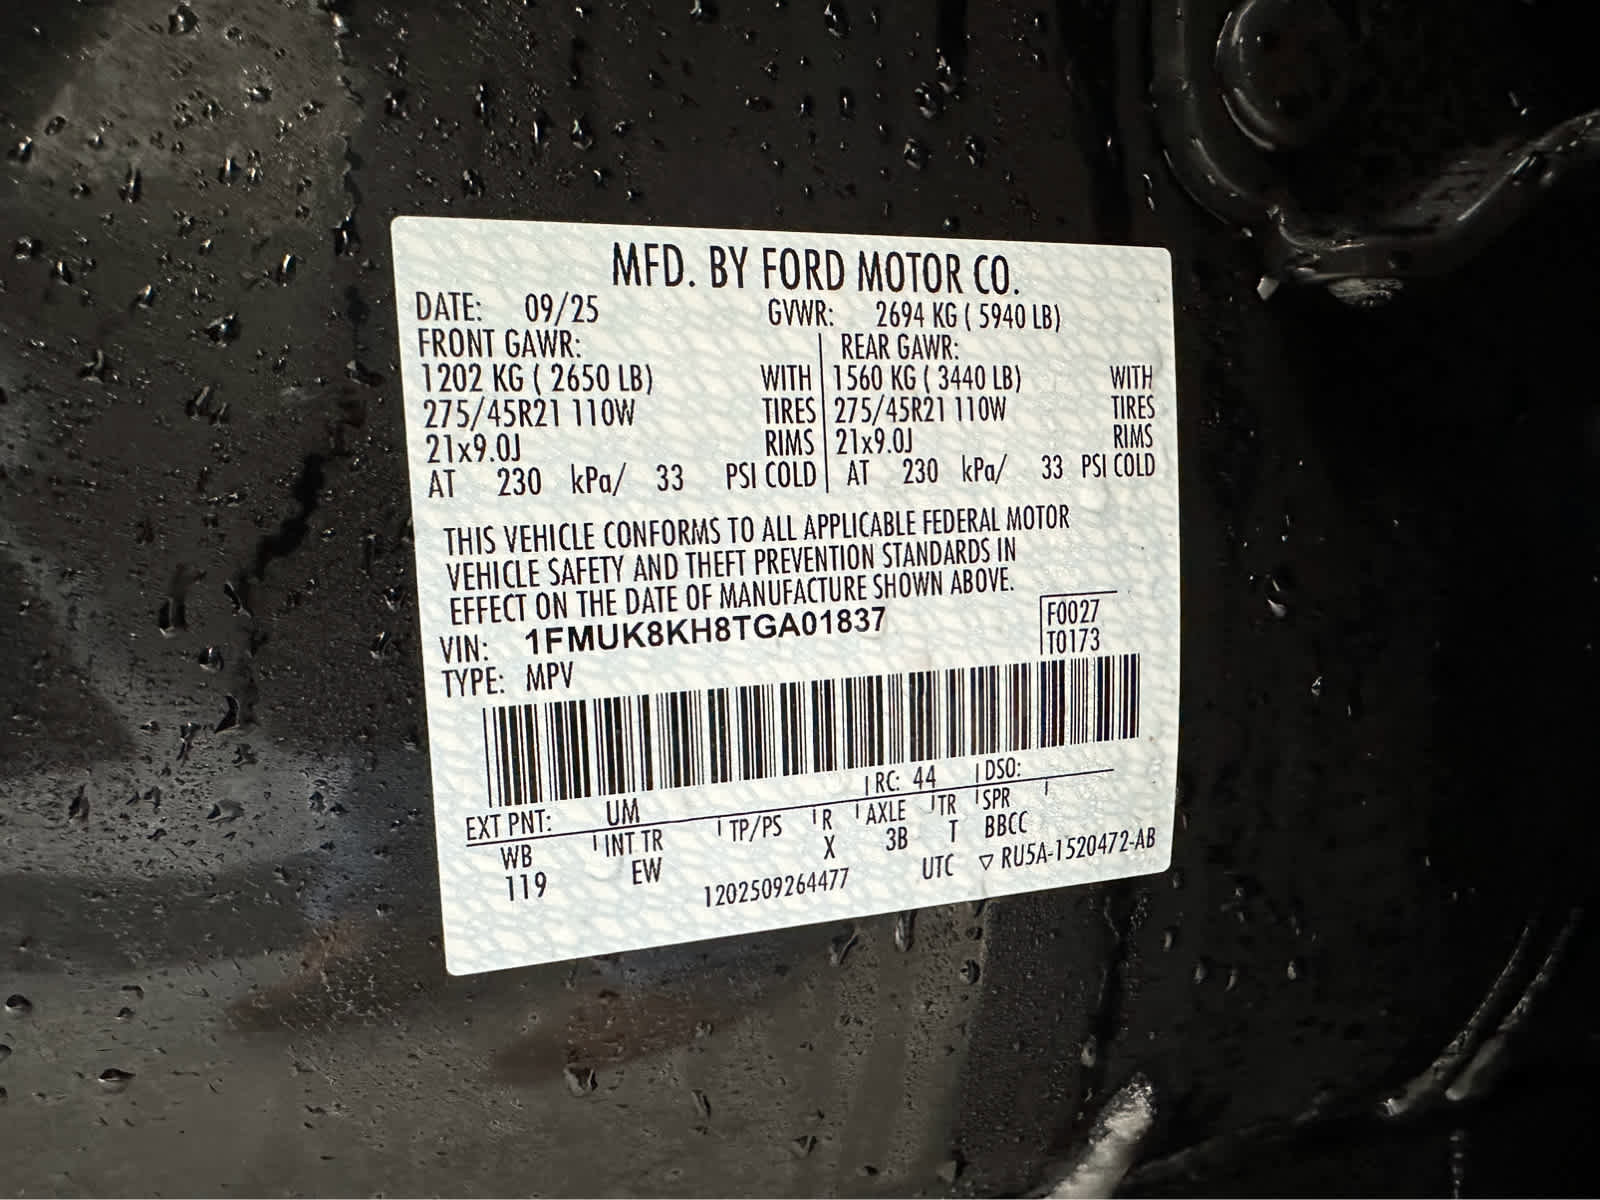 MFD. BY FORD MOTOR CO.
DATE: 09/25 GVWR: 2694 KG ( 5940 LB)
FRONT GAWR: REAR GAWR:
1202 KG ( 2650 LB) WITH 1560 KG ( 3440 LB) WITH
275/45R21 110W TIRES 275/45R21 110W TIRES
21x9.0J RIMS 21x9.0J RIMS
AT 230 kPa/ 33 PSI COLD AT 230 kPa/ 33 PSI COLD
THIS VEHICLE CONFORMS TO ALL APPLICABLE FEDERAL MOTOR
VEHICLE SAFETY AND THEFT PREVENTION STANDARDS IN
EFFECT ON THE DATE OF MANUFACTURE SHOWN ABOVE.
VIN: 1FMUK8KH8TGA01837 F0027
TYPE: MPV T0173
EXT PNT: UM RC: 44 DSO:
WB INT TR TP/PS R AXLE TR SPR
119 EW X 3B T BBCC
1202509264477 UTC ▽ RU5A-1520472-AB